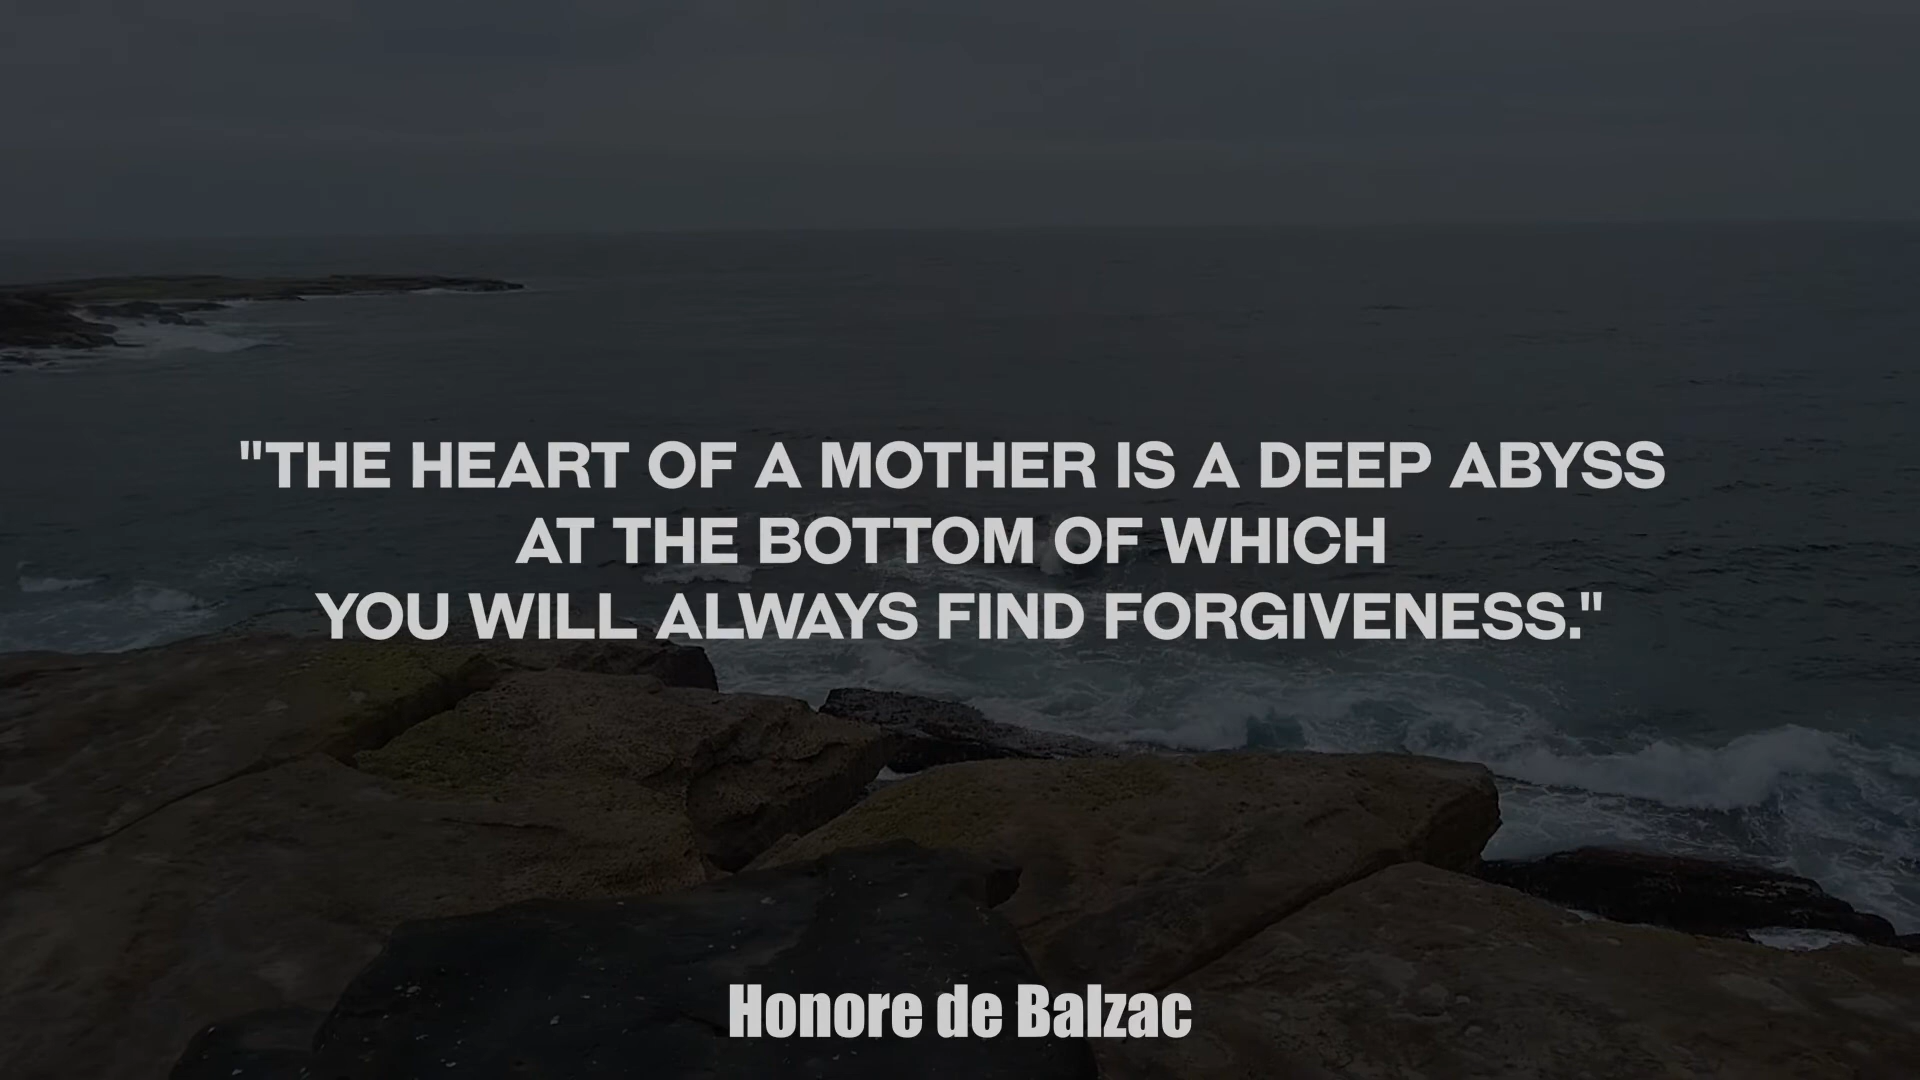 "THE HEART OF A MOTHER IS A DEEP ABYSS
AT THE BOTTOM OF WHICH
YOU WILL ALWAYS FIND FORGIVENESS."
Honore de Balzac